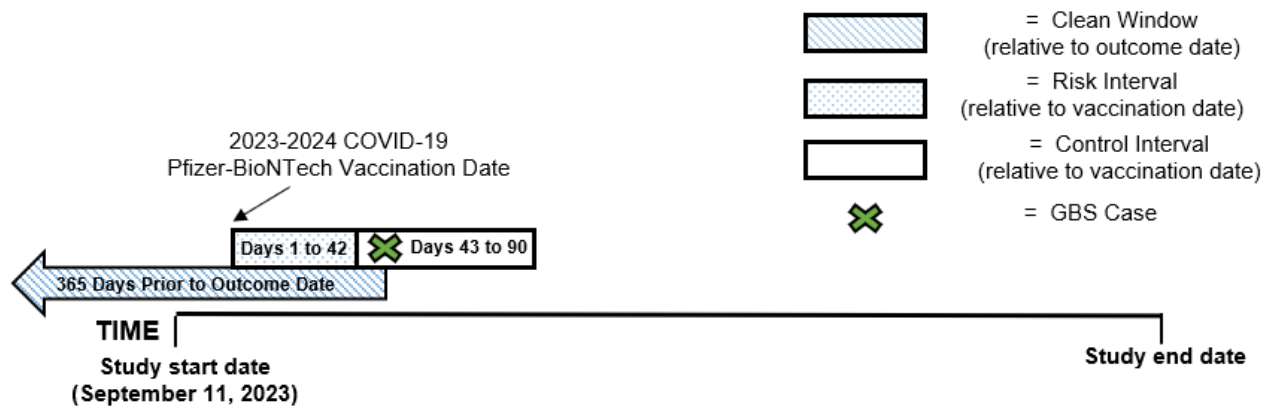 = Clean Window
(relative to outcome date)
= Risk Interval
(relative to vaccination date)
= Control Interval
(relative to vaccination date)
= GBS Case
2023-2024 COVID-19
Pfizer-BioNTech Vaccination Date
Days 1 to 42
Days 43 to 90
365 Days Prior to Outcome Date
TIME
Study start date
(September 11, 2023)
Study end date